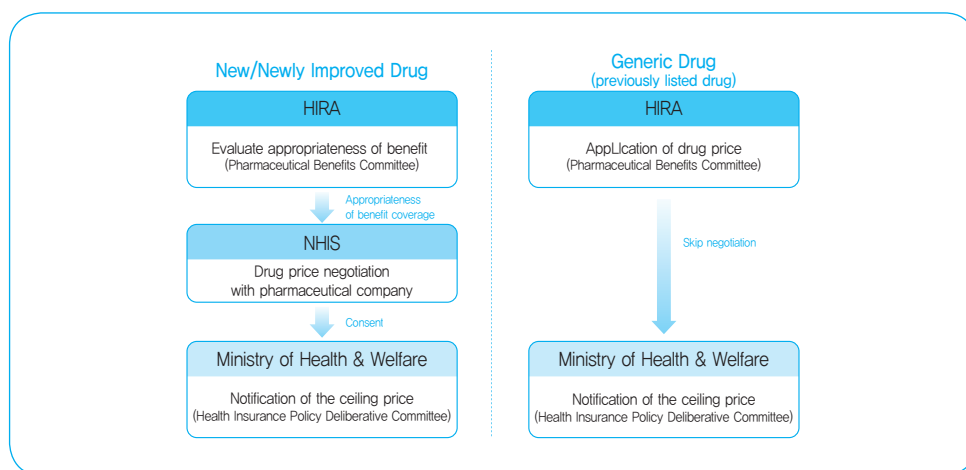 New/Newly Improved Drug
HIRA
Evaluate appropriateness of benefit
(Pharmaceutical Benefits Committee)
Appropriateness
of benefit coverage
NHIS
Drug price negotiation
with pharmaceutical company
Consent
Ministry of Health & Welfare
Notification of the ceiling price
(Health Insurance Policy Deliberative Committee)
Generic Drug
(previously listed drug)
HIRA
AppLIcation of drug price
(Pharmaceutical Benefits Committee)
Skip negotiation
Ministry of Health & Welfare
Notification of the ceiling price
(Health Insurance Policy Deliberative Committee)